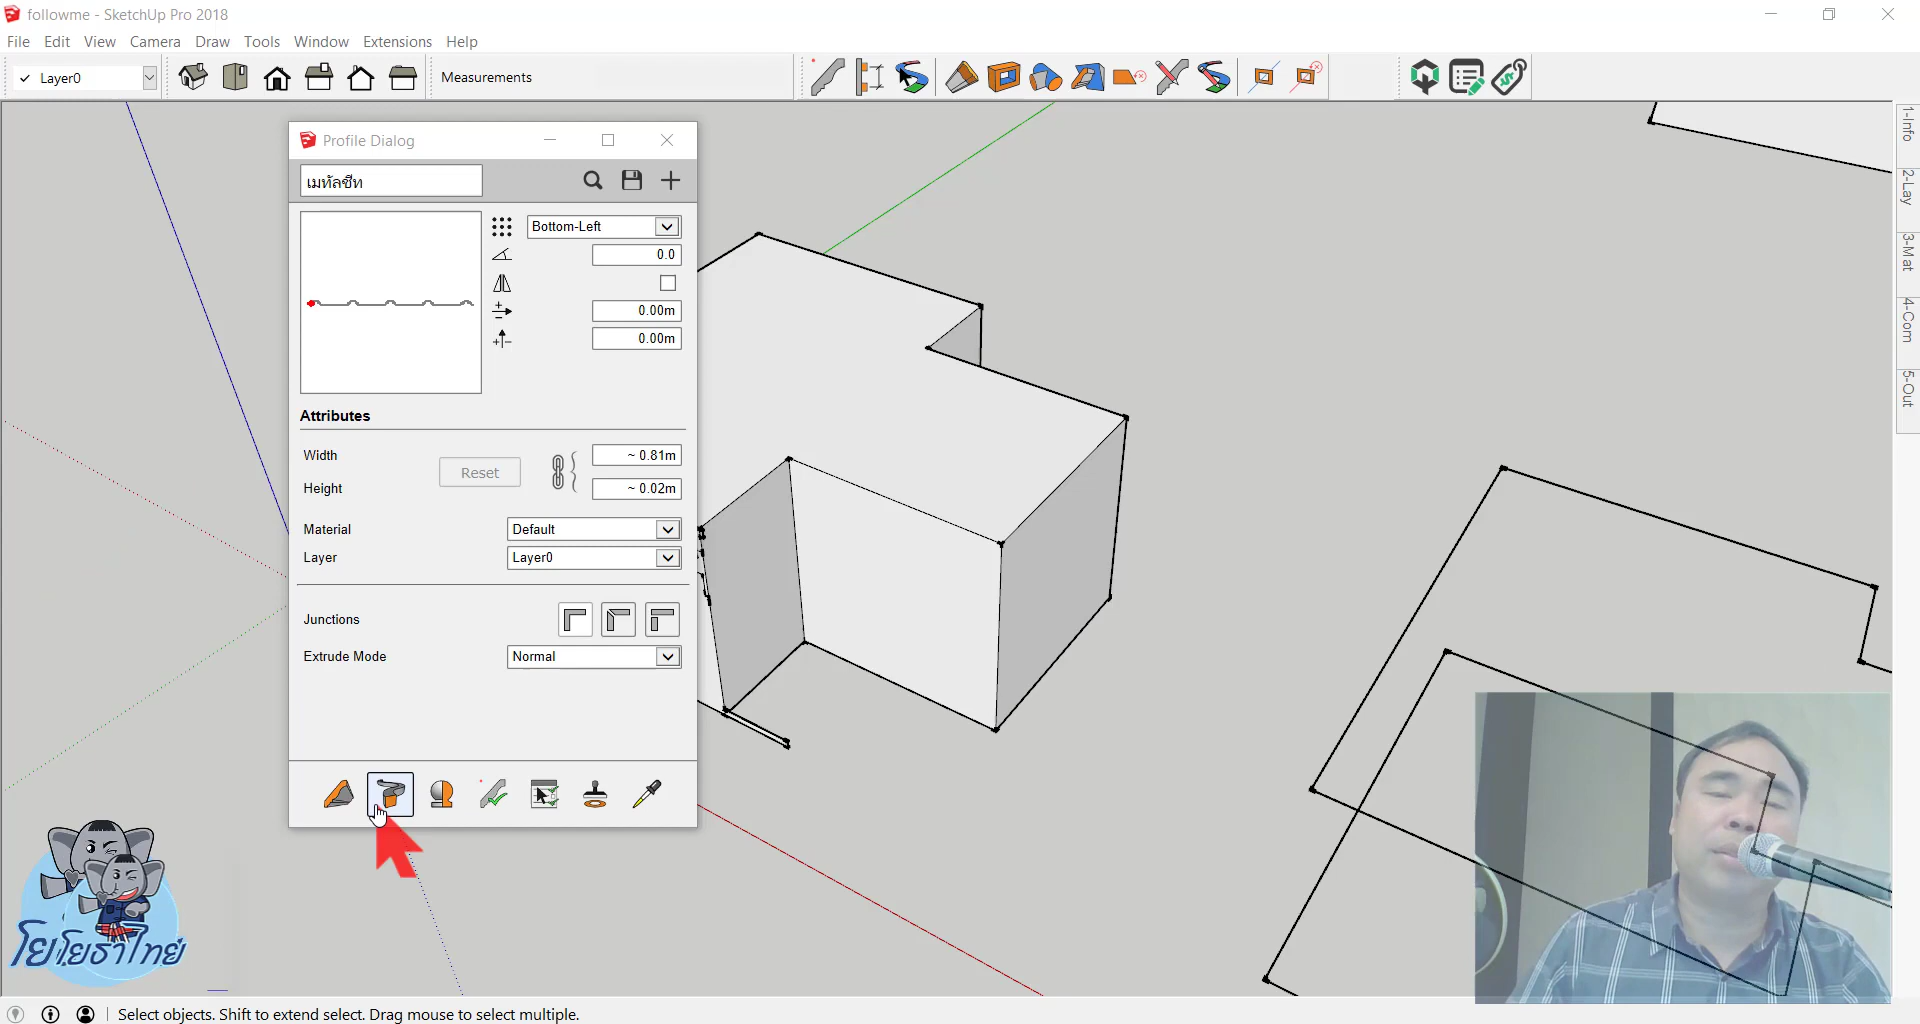 followme - SketchUp Pro 2018
File Edit View Camera Draw Tools Window Extensions Help
Layer0
Measurements
Profile Dialog
เมทัลชีท
Bottom-Left
0.0
0.00m
0.00m
Attributes
Width
~ 0.81m
Reset
Height
~ 0.02m
Material
Default
Layer
Layer0
Junctions
Extrude Mode
Normal
1-Info
2-Lay
3-Mat
4-Com
5-Out
โยโยธาไทย
Select objects. Shift to extend select. Drag mouse to select multiple.